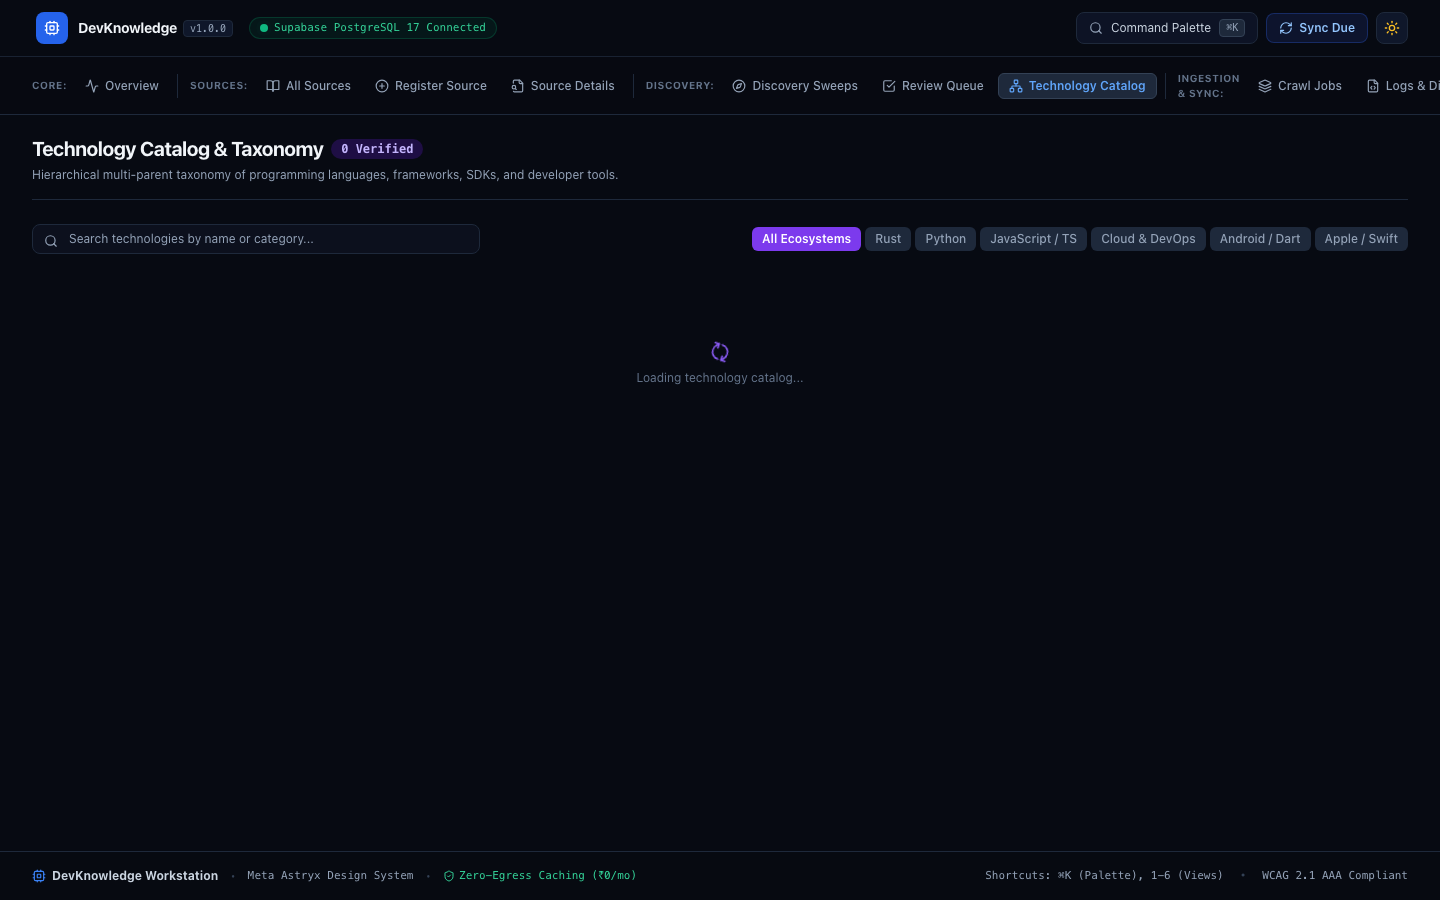 DevKnowledge v1.0.0 Supabase PostgreSQL 17 Connected Command Palette ⌘K Sync Due
CORE: Overview SOURCES: All Sources Register Source Source Details DISCOVERY: Discovery Sweeps Review Queue Technology Catalog INGESTION & SYNC: Crawl Jobs Logs & Di
Technology Catalog & Taxonomy 0 Verified
Hierarchical multi-parent taxonomy of programming languages, frameworks, SDKs, and developer tools.
Search technologies by name or category... All Ecosystems Rust Python JavaScript / TS Cloud & DevOps Android / Dart Apple / Swift
Loading technology catalog...
DevKnowledge Workstation • Meta Astryx Design System • Zero-Egress Caching (₹0/mo) Shortcuts: ⌘K (Palette), 1-6 (Views) • WCAG 2.1 AAA Compliant